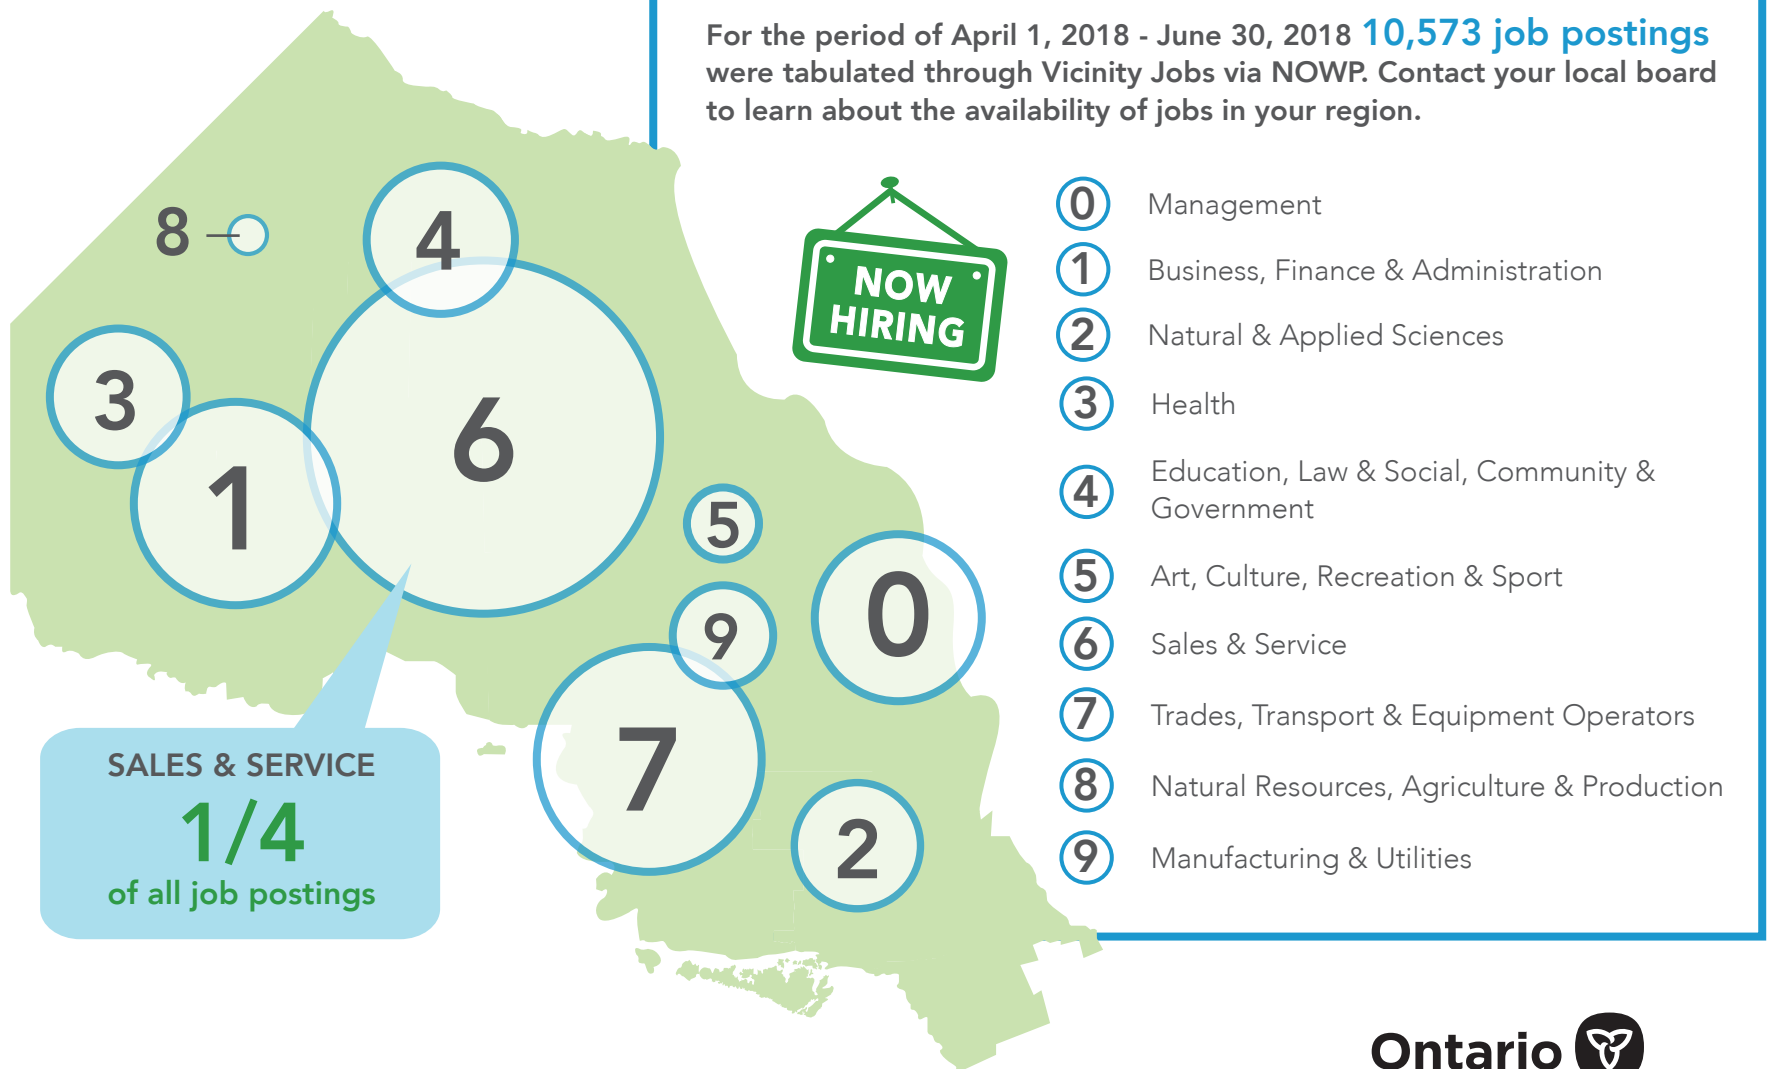 For the period of April 1, 2018 - June 30, 2018 10,573 job postings
were tabulated through Vicinity Jobs via NOWP. Contact your local board
to learn about the availability of jobs in your region.
NOW
HIRING
0 Management
1 Business, Finance & Administration
2 Natural & Applied Sciences
3 Health
4 Education, Law & Social, Community &
Government
5 Art, Culture, Recreation & Sport
6 Sales & Service
7 Trades, Transport & Equipment Operators
8 Natural Resources, Agriculture & Production
9 Manufacturing & Utilities
8
4
3
6
1
5
0
9
7
2
SALES & SERVICE
1/4
of all job postings
Ontario